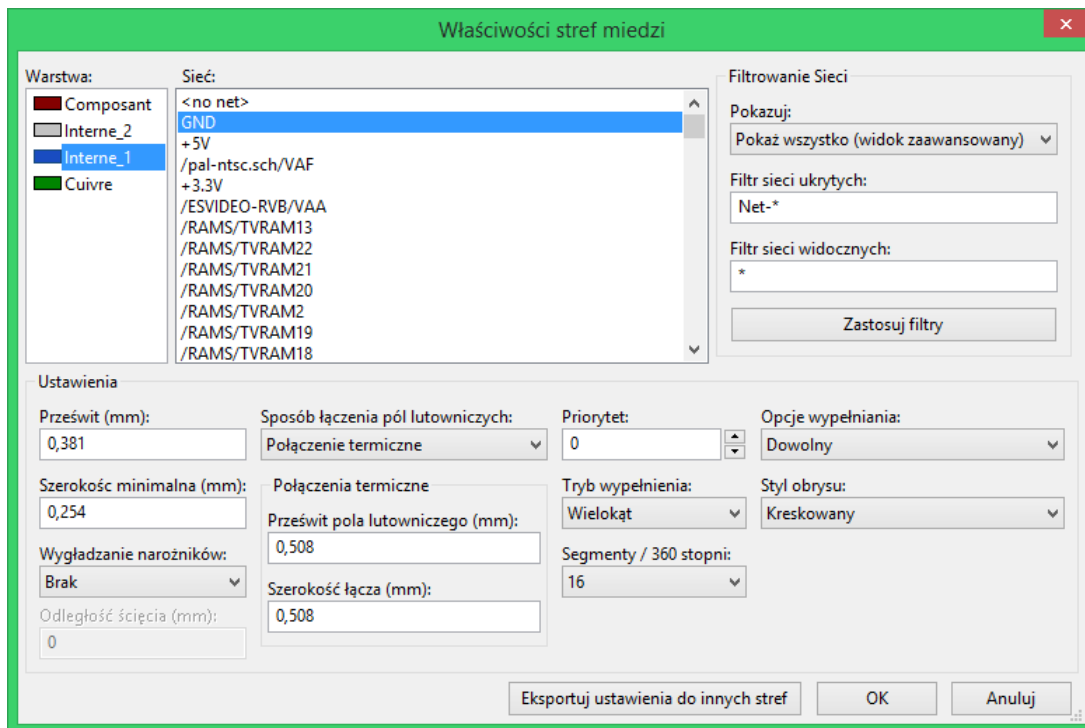 Właściwości stref miedzi
Warstwa:
Composant
Interne_2
Interne_1
Cuivre
Sieć:
<no net>
GND
+5V
/pal-ntsc.sch/VAF
+3.3V
/ESVIDEO-RVB/VAA
/RAMS/TVRAM13
/RAMS/TVRAM22
/RAMS/TVRAM21
/RAMS/TVRAM20
/RAMS/TVRAM2
/RAMS/TVRAM19
/RAMS/TVRAM18
Filtrowanie Sieci
Pokazuj:
Pokaż wszystko (widok zaawansowany)
Filtr sieci ukrytych:
Net-*
Filtr sieci widocznych:
*
Zastosuj filtry
Ustawienia
Prześwit (mm):
0,381
Szerokośc minimalna (mm):
0,254
Wygładzanie narożników:
Brak
Odległość ścięcia (mm):
0
Sposób łączenia pól lutowniczych:
Połączenie termiczne
Połączenia termiczne
Prześwit pola lutowniczego (mm):
0,508
Szerokość łącza (mm):
0,508
Priorytet:
0
Tryb wypełnienia:
Wielokąt
Segmenty / 360 stopni:
16
Opcje wypełniania:
Dowolny
Styl obrysu:
Kreskowany
Eksportuj ustawienia do innych stref
OK
Anuluj